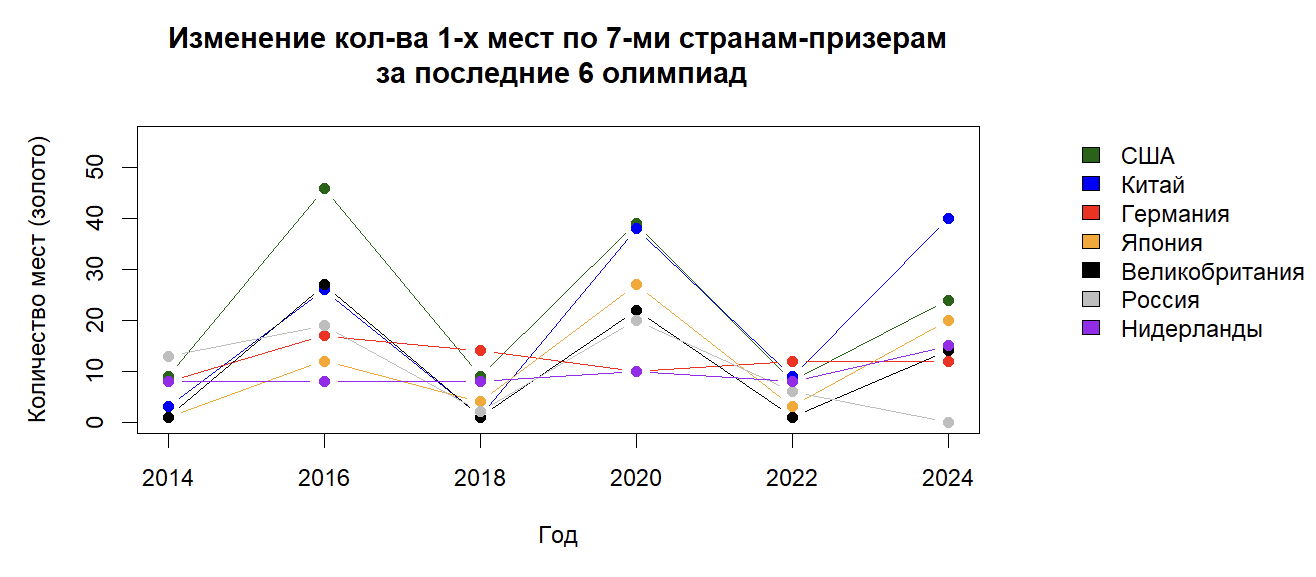 Изменение кол-ва 1-х мест по 7-ми странам-призерам
за последние 6 олимпиад
Количество мест (золото)
50
40
30
20
10
0
2014 2016 2018 2020 2022 2024
Год
США
Китай
Германия
Япония
Великобритания
Россия
Нидерланды